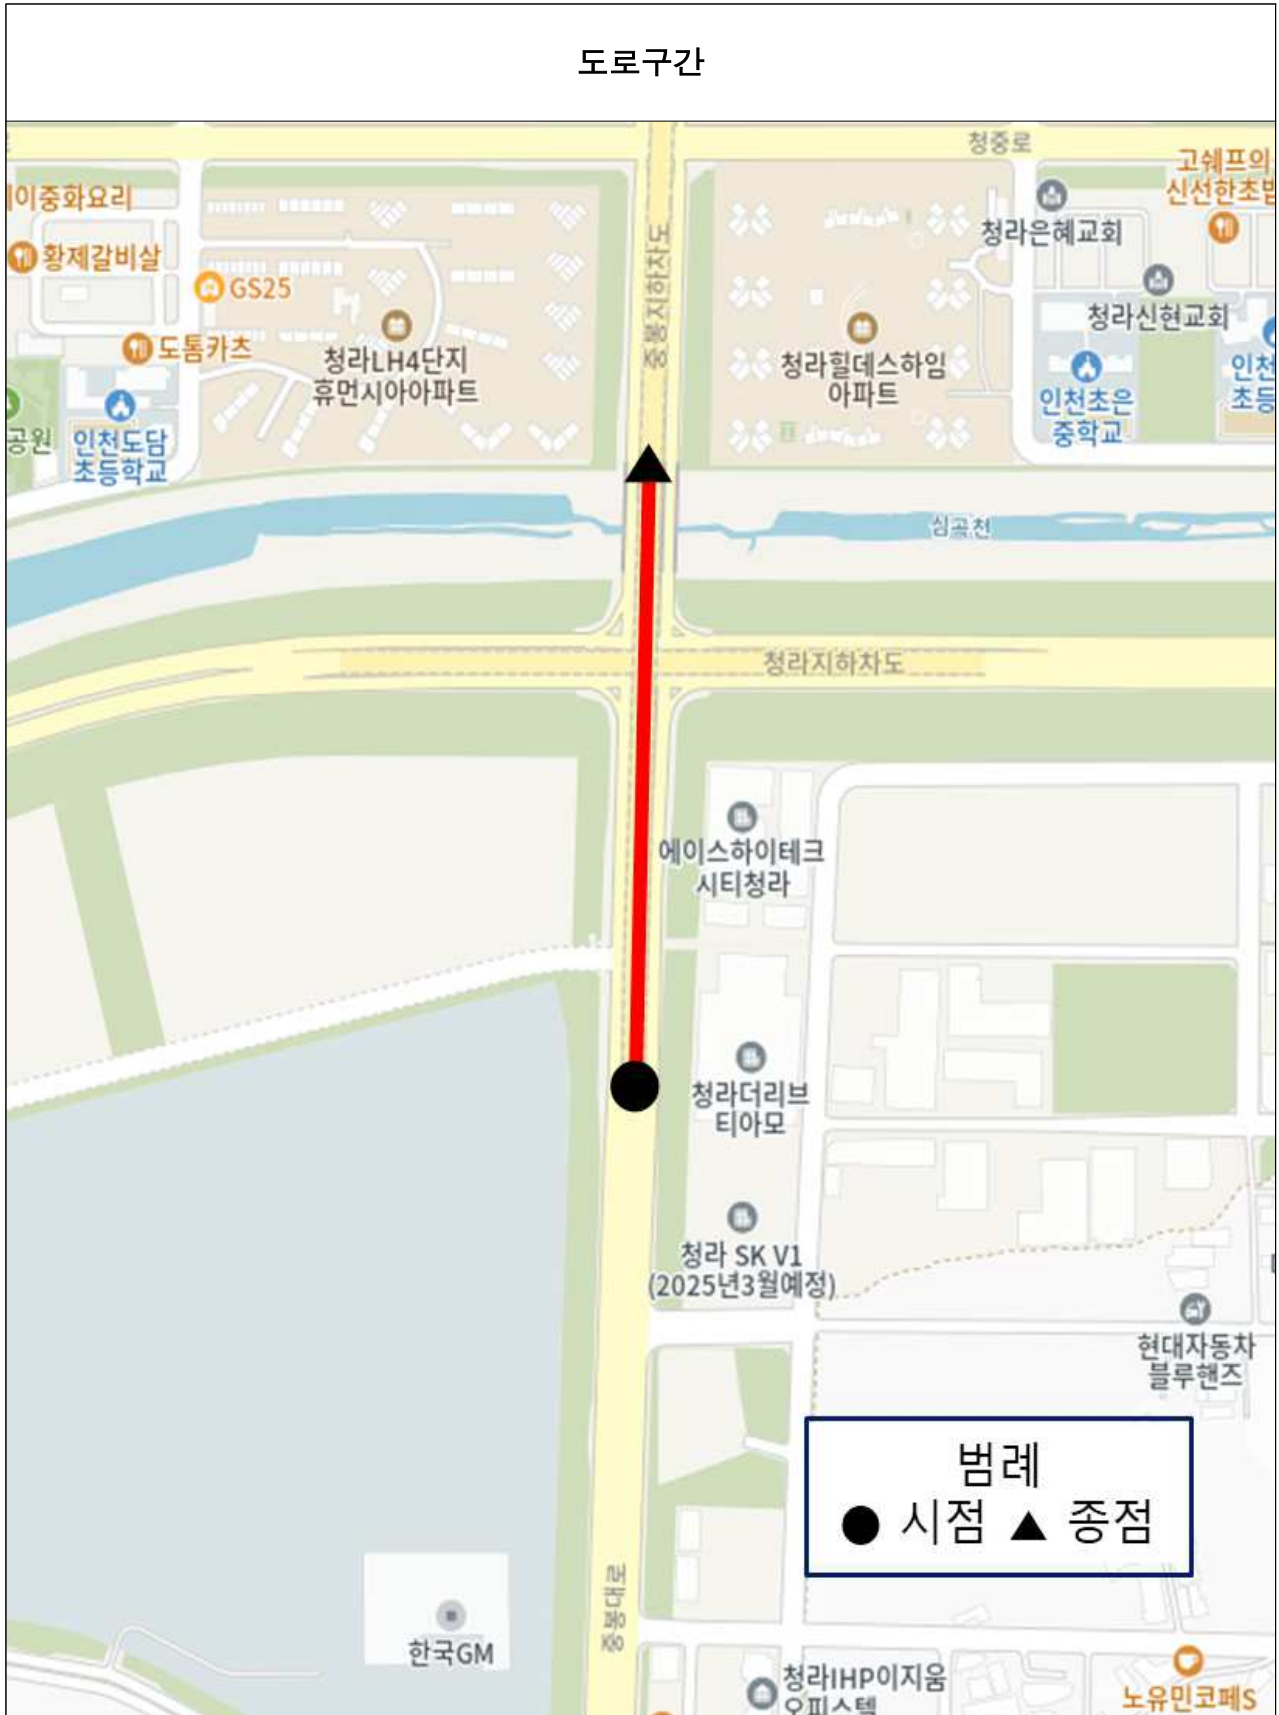 도로구간
청중로
고쉐프의
신선한초밥
이중화요리
청라은혜교회
황제갈비살
GS25
청라신현교회
중봉지하차도
도톰카츠
청라LH4단지
휴먼시아아파트
청라힐데스하임
아파트
인천초은
중학교
인천
초등
공원
인천도담
초등학교
심곡천
청라지하차도
에이스하이테크
시티청라
청라더리브
티아모
청라 SK V1
(2025년3월예정)
현대자동차
블루핸즈
범례
● 시점 ▲ 종점
중봉대로
한국GM
청라IHP이지움
오피스텔
노유민코페S